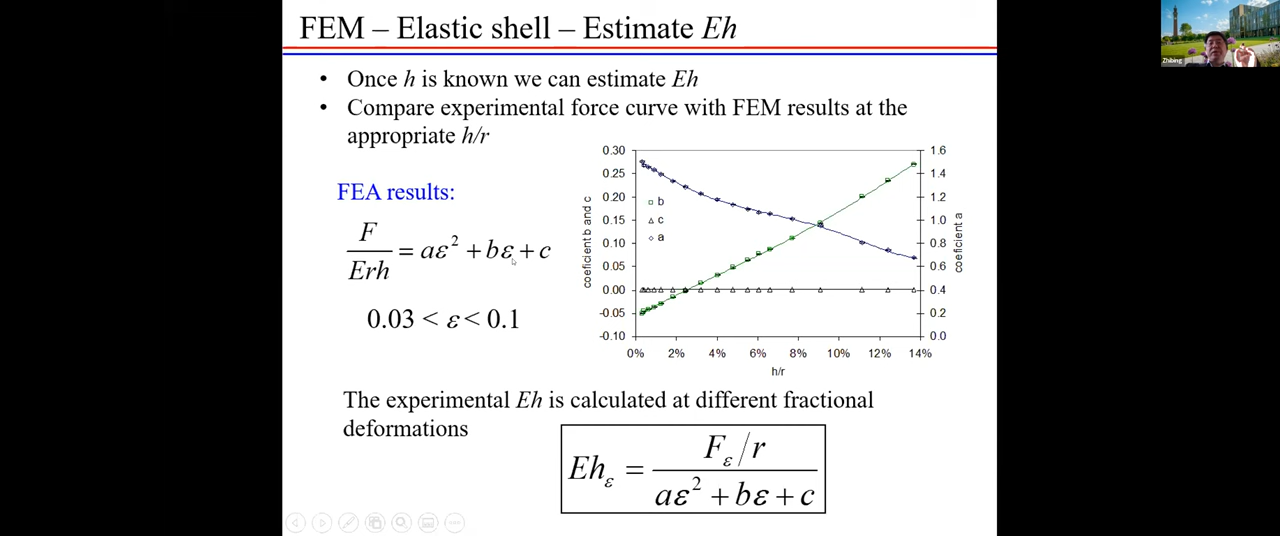 FEM – Elastic shell – Estimate Eh
Zhibing
• Once h is known we can estimate Eh
• Compare experimental force curve with FEM results at the
appropriate h/r
FEA results:
F/Erh = aε² + bε + c
0.03 < ε < 0.1
0.30
0.25
0.20
0.15
0.10
0.05
0.00
-0.05
-0.10
coeficient b and c
b
c
a
1.6
1.4
1.2
1.0
0.8
0.6
0.4
0.2
0.0
coeficient a
0% 2% 4% 6% 8% 10% 12% 14%
h/r
The experimental Eh is calculated at different fractional
deformations
Ehε = (Fε/r)/(aε² + bε + c)